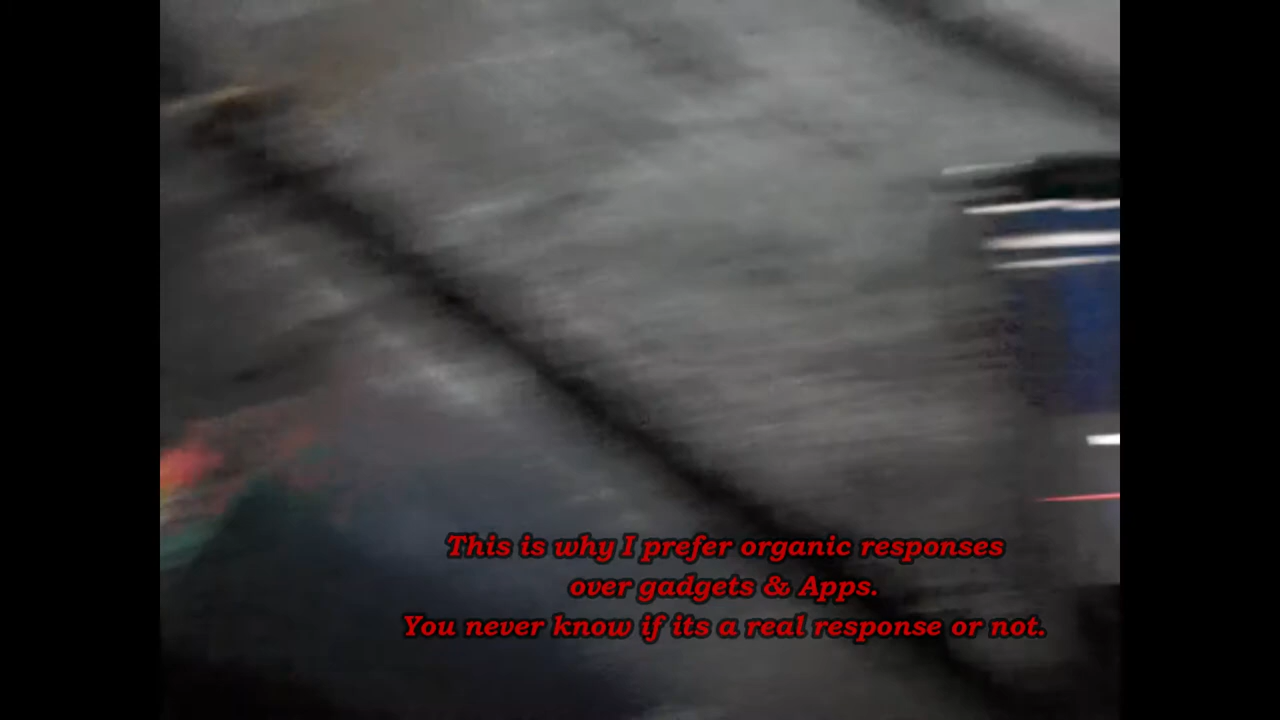 This is why I prefer organic responses
over gadgets & Apps.
You never know if its a real response or not.